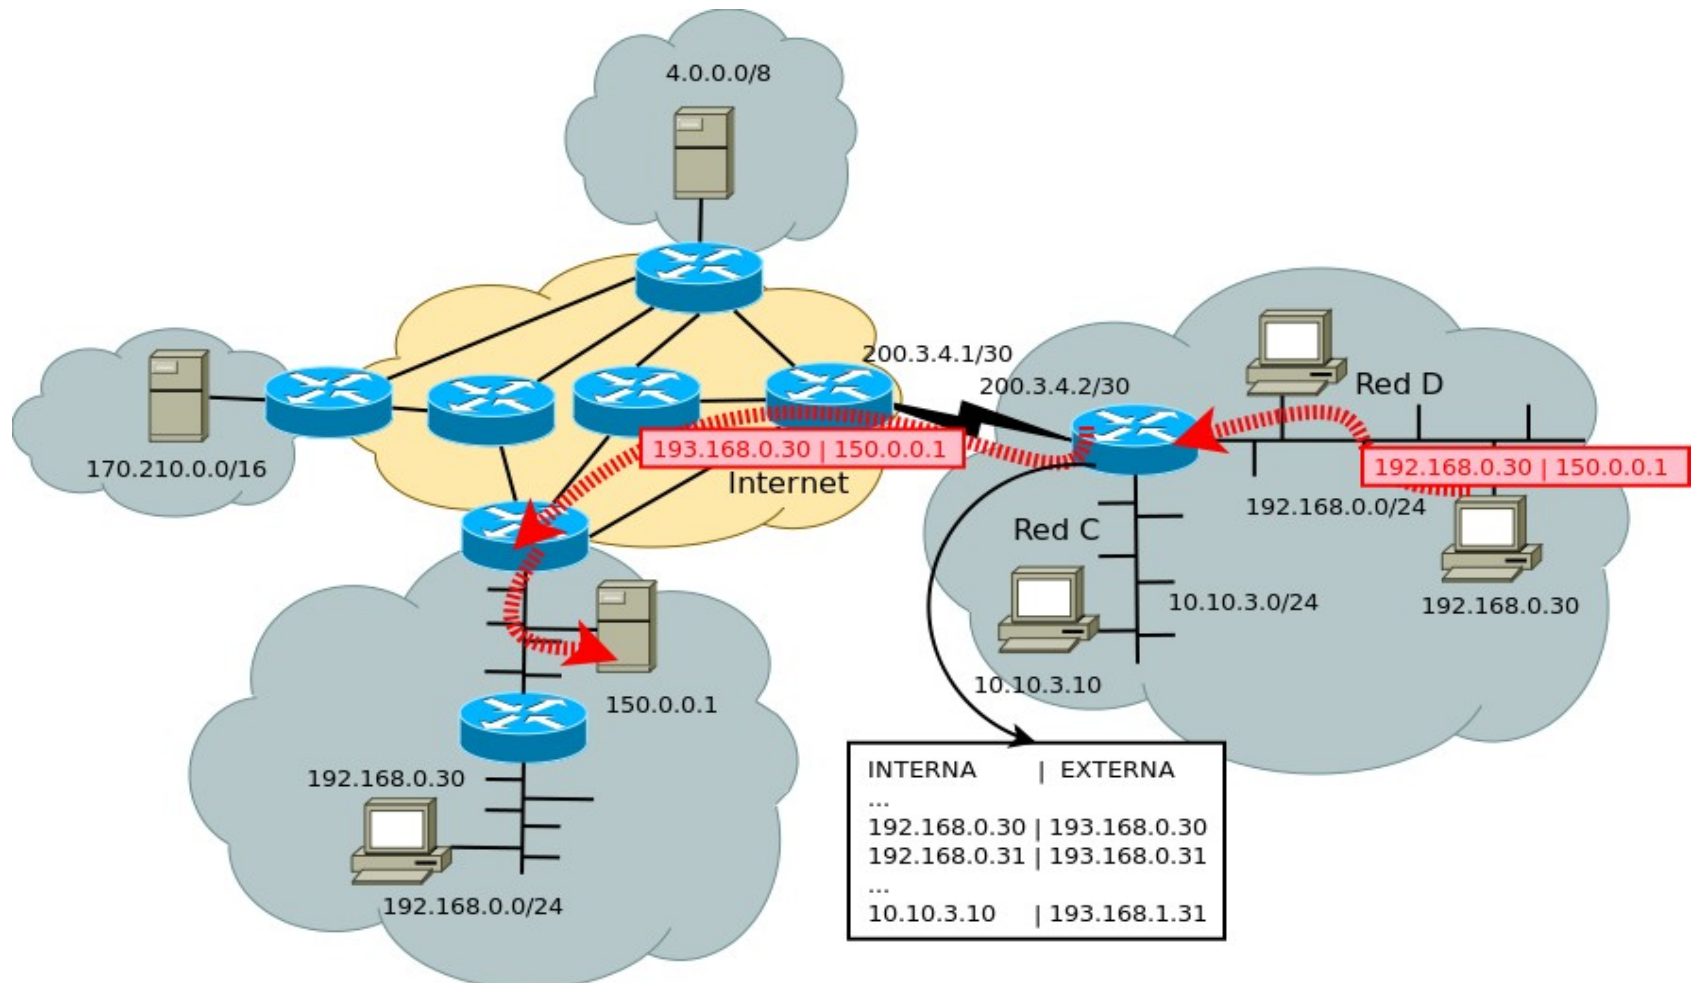 4.0.0.0/8
200.3.4.1/30
200.3.4.2/30
Red D
193.168.0.30 | 150.0.0.1
192.168.0.30 | 150.0.0.1
170.210.0.0/16
Internet
192.168.0.0/24
Red C
10.10.3.0/24
192.168.0.30
10.10.3.10
150.0.0.1
192.168.0.30
192.168.0.0/24
INTERNA | EXTERNA
...
192.168.0.30 | 193.168.0.30
192.168.0.31 | 193.168.0.31
...
10.10.3.10 | 193.168.1.31